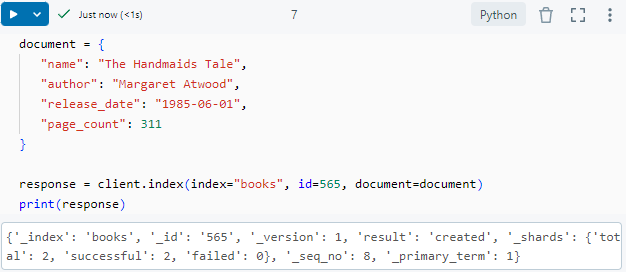 Just now (<1s)
7
Python
document = {
"name": "The Handmaids Tale",
"author": "Margaret Atwood",
"release_date": "1985-06-01",
"page_count": 311
}
response = client.index(index="books", id=565, document=document)
print(response)
{'_index': 'books', '_id': '565', '_version': 1, 'result': 'created', '_shards': {'tot
al': 2, 'successful': 2, 'failed': 0}, '_seq_no': 8, '_primary_term': 1}